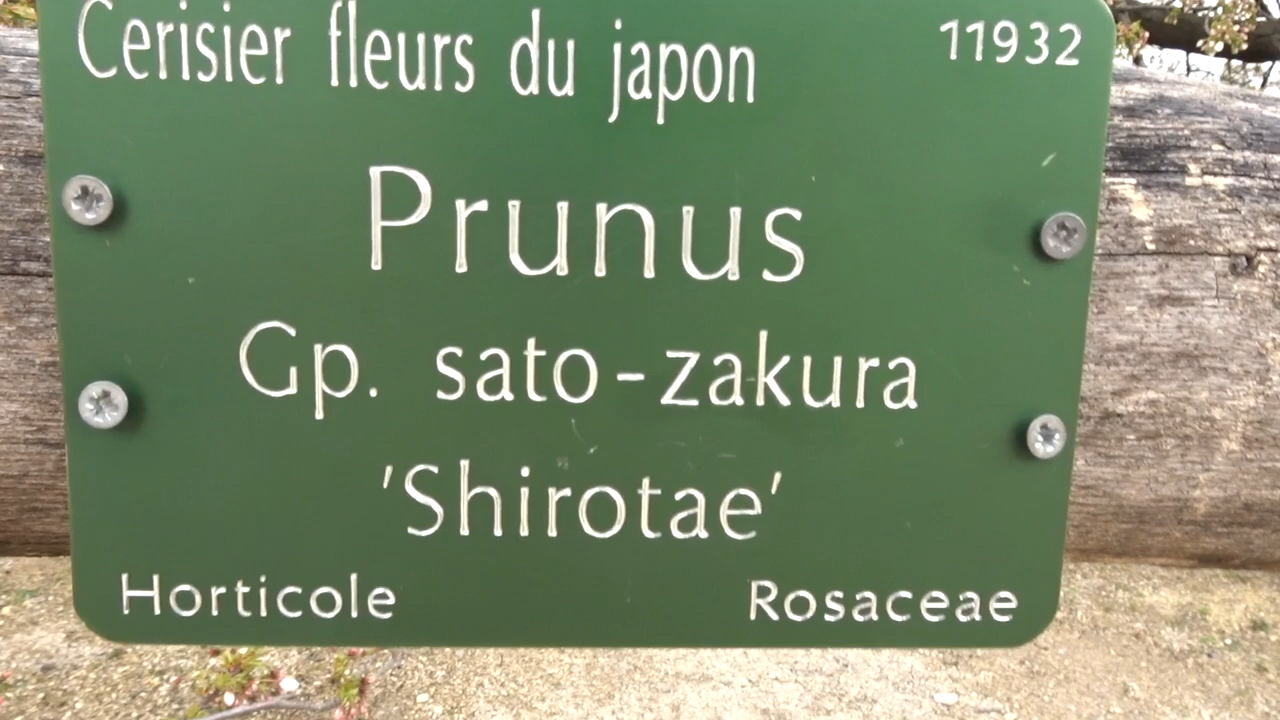 Cerisier fleurs du japon 11932
Prunus
Gp. sato-zakura
'Shirotae'
Horticole Rosaceae